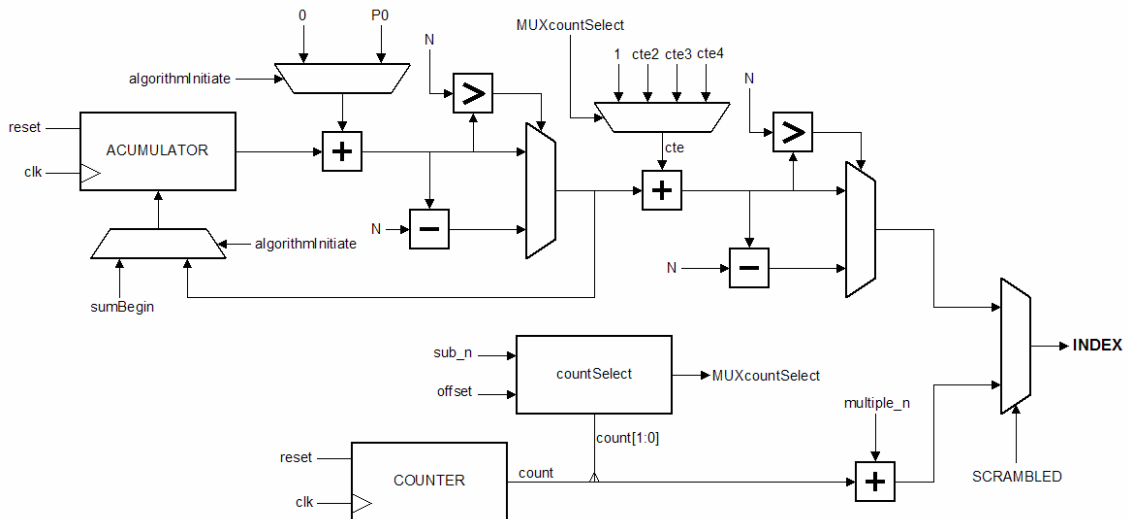 0
P0
MUXcountSelect
N
algorithmInitiate
>
1
cte2
cte3
cte4
N
>
reset
ACUMULATOR
clk
+
cte
+
N
−
algorithmInitiate
N
−
sumBegin
sub_n
countSelect
offset
MUXcountSelect
INDEX
multiple_n
count[1:0]
reset
COUNTER
clk
count
+
SCRAMBLED